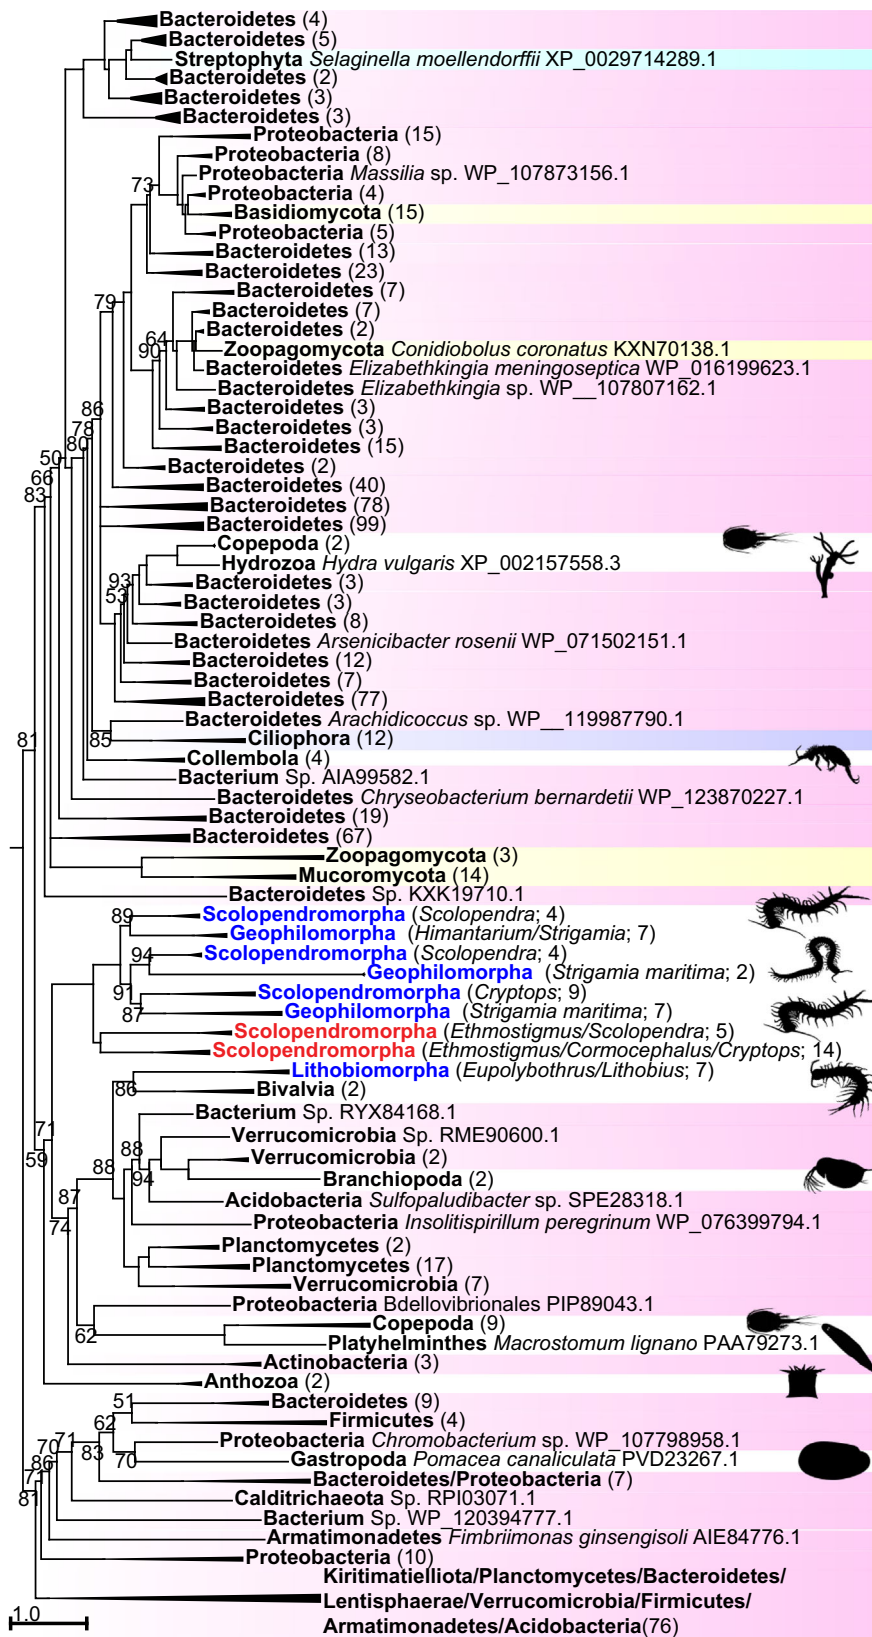 Bacteroidetes (4)
Bacteroidetes (5)
Streptophyta Selaginella moellendorffii XP_0029714289.1
Bacteroidetes (2)
Bacteroidetes (3)
Bacteroidetes (3)
Proteobacteria (15)
Proteobacteria (8)
Proteobacteria Massilia sp. WP_107873156.1
73
Proteobacteria (4)
Basidiomycota (15)
Proteobacteria (5)
Bacteroidetes (13)
Bacteroidetes (23)
Bacteroidetes (7)
79
Bacteroidetes (7)
Bacteroidetes (2)
64
90
Zoopagomycota Conidiobolus coronatus KXN70138.1
Bacteroidetes Elizabethkingia meningoseptica WP_016199623.1
Bacteroidetes Elizabethkingia sp. WP__107807162.1
86
Bacteroidetes (3)
78
Bacteroidetes (3)
80
Bacteroidetes (15)
50
Bacteroidetes (2)
66
Bacteroidetes (40)
83
Bacteroidetes (78)
Bacteroidetes (99)
Copepoda (2)
Hydrozoa Hydra vulgaris XP_002157558.3
93
Bacteroidetes (3)
53
Bacteroidetes (3)
Bacteroidetes (8)
Bacteroidetes Arsenicibacter rosenii WP_071502151.1
Bacteroidetes (12)
Bacteroidetes (7)
Bacteroidetes (77)
Bacteroidetes Arachidicoccus sp. WP__119987790.1
81
85
Ciliophora (12)
Collembola (4)
Bacterium Sp. AIA99582.1
Bacteroidetes Chryseobacterium bernardetii WP_123870227.1
Bacteroidetes (19)
Bacteroidetes (67)
Zoopagomycota (3)
Mucoromycota (14)
Bacteroidetes Sp. KXK19710.1
89
Scolopendromorpha (Scolopendra; 4)
Geophilomorpha (Himantarium/Strigamia; 7)
94
Scolopendromorpha (Scolopendra; 4)
Geophilomorpha (Strigamia maritima; 2)
91
Scolopendromorpha (Cryptops; 9)
87
Geophilomorpha (Strigamia maritima; 7)
Scolopendromorpha (Ethmostigmus/Scolopendra; 5)
Scolopendromorpha (Ethmostigmus/Cormocephalus/Cryptops; 14)
Lithobiomorpha (Eupolybothrus/Lithobius; 7)
86
Bivalvia (2)
Bacterium Sp. RYX84168.1
71
Verrucomicrobia Sp. RME90600.1
59
88
88
Verrucomicrobia (2)
94
Branchiopoda (2)
87
Acidobacteria Sulfopaludibacter sp. SPE28318.1
74
Proteobacteria Insolitispirillum peregrinum WP_076399794.1
Planctomycetes (2)
Planctomycetes (17)
Verrucomicrobia (7)
Proteobacteria Bdellovibrionales PIP89043.1
62
Copepoda (9)
Platyhelminthes Macrostomum lignano PAA79273.1
Actinobacteria (3)
Anthozoa (2)
51
Bacteroidetes (9)
62
Firmicutes (4)
71
Proteobacteria Chromobacterium sp. WP_107798958.1
70
83
70
Gastropoda Pomacea canaliculata PVD23267.1
86
71
Bacteroidetes/Proteobacteria (7)
81
Calditrichaeota Sp. RPI03071.1
Bacterium Sp. WP_120394777.1
Armatimonadetes Fimbriimonas ginsengisoli AIE84776.1
Proteobacteria (10)
Kiritimatielliota/Planctomycetes/Bacteroidetes/
Lentisphaerae/Verrucomicrobia/Firmicutes/
1.0
Armatimonadetes/Acidobacteria(76)